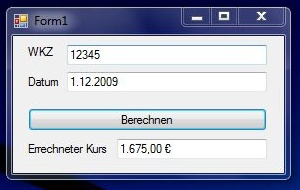 Form1
WKZ 12345
Datum 1.12.2009
Berechnen
Errechneter Kurs 1.675,00 €